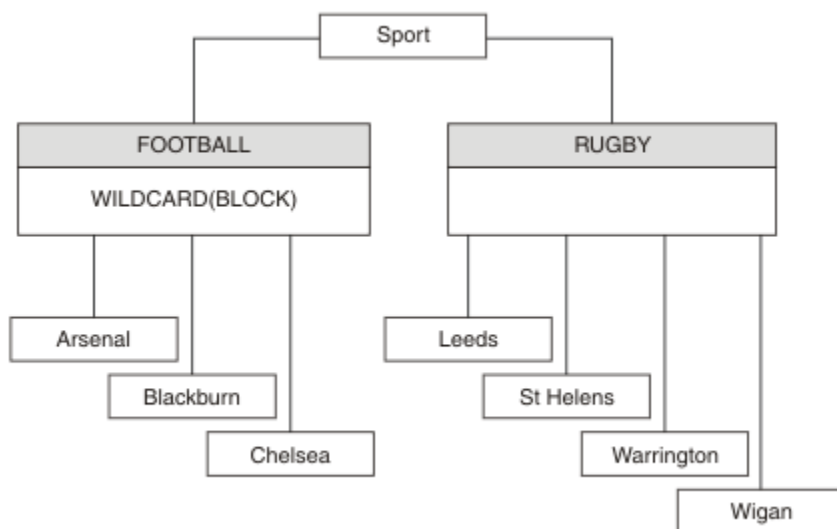 Sport
FOOTBALL
RUGBY
WILDCARD(BLOCK)
Arsenal
Leeds
Blackburn
St Helens
Chelsea
Warrington
Wigan